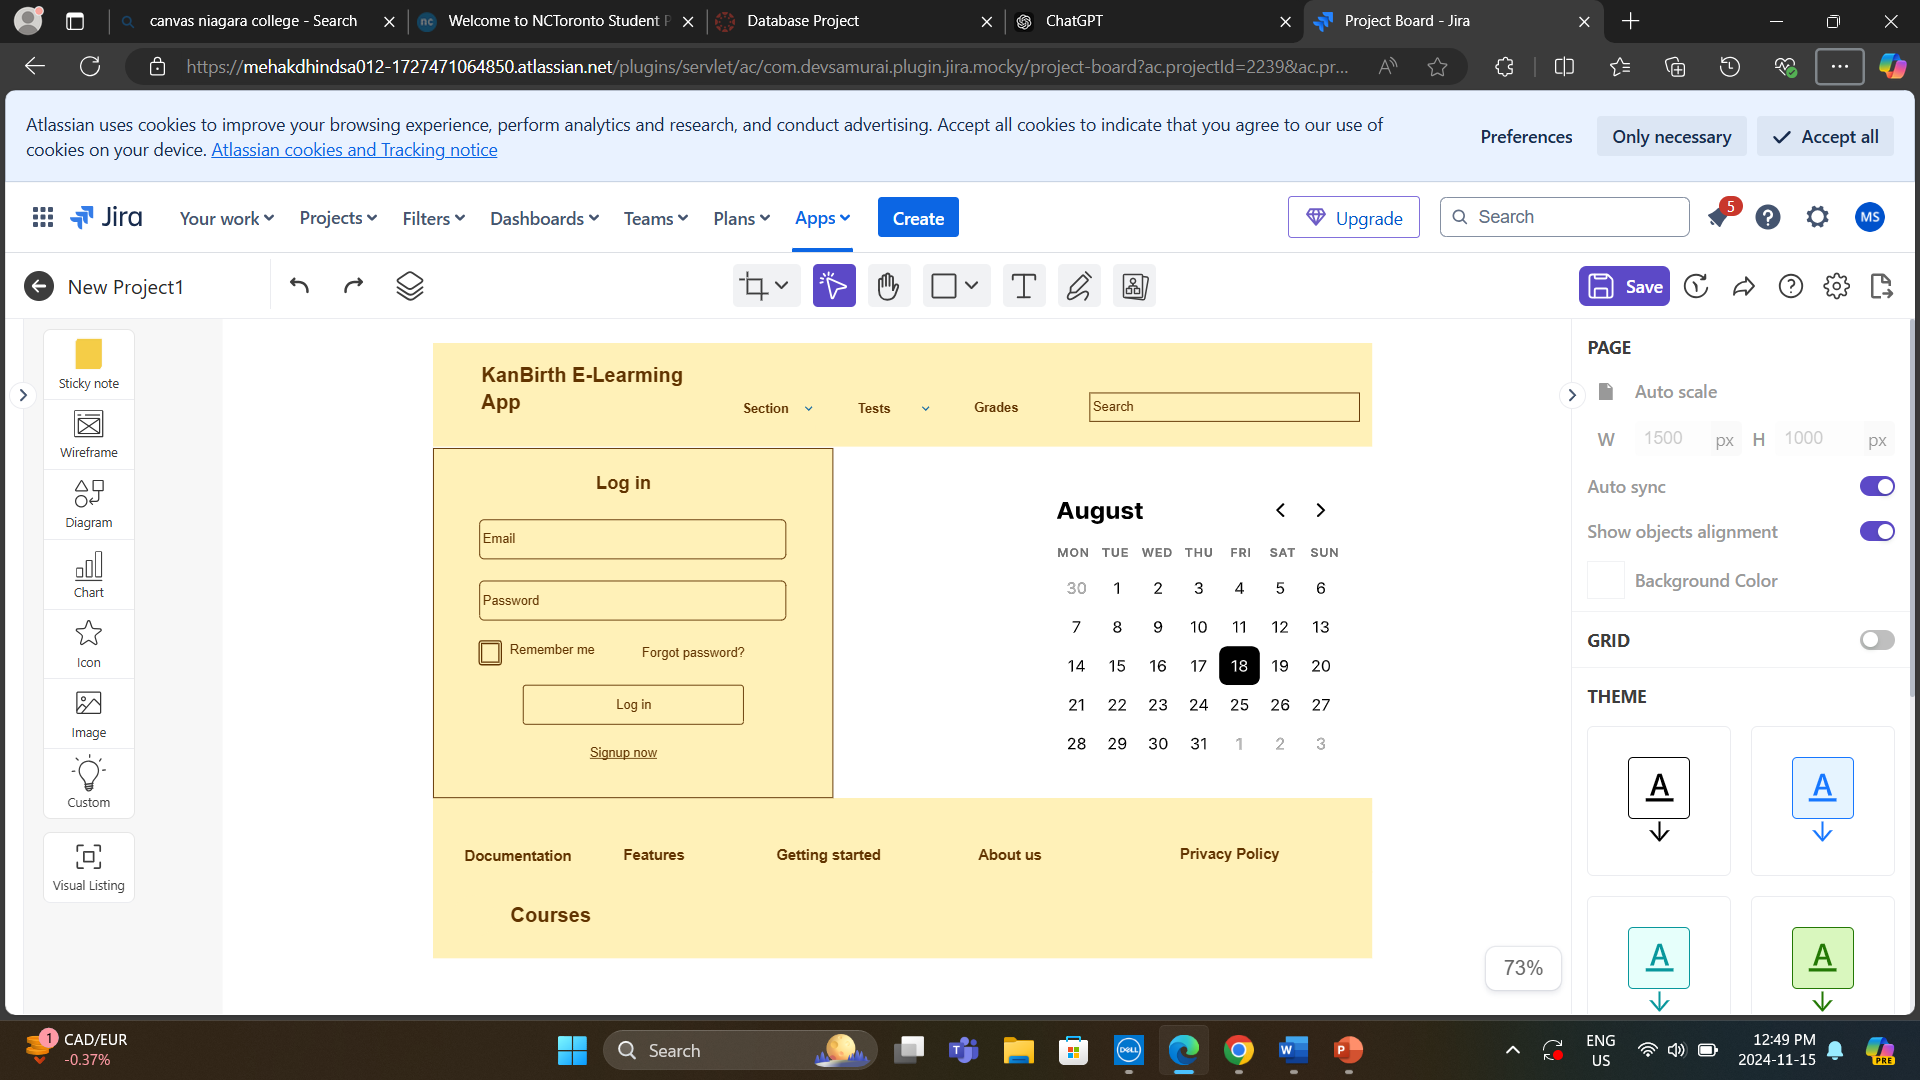 canvas niagara college - Search
Welcome to NCToronto Student P
Database Project
ChatGPT
Project Board - Jira
https://mehakdhindsa012-1727471064850.atlassian.net/plugins/servlet/ac/com.devsamurai.plugin.jira.mocky/project-board?ac.projectId=2239&ac.pr...
Atlassian uses cookies to improve your browsing experience, perform analytics and research, and conduct advertising. Accept all cookies to indicate that you agree to our use of
cookies on your device. Atlassian cookies and Tracking notice
Preferences
Only necessary
Accept all
Jira
Your work
Projects
Filters
Dashboards
Teams
Plans
Apps
Create
Upgrade
Search
5
MS
New Project1
Save
Sticky note
Wireframe
Diagram
Chart
Icon
Image
Custom
Visual Listing
KanBirth E-Learming
App
Section
Tests
Grades
Search
Log in
Email
Password
Remember me
Forgot password?
Log in
Signup now
August
MON TUE WED THU FRI SAT SUN
30 1 2 3 4 5 6
7 8 9 10 11 12 13
14 15 16 17 18 19 20
21 22 23 24 25 26 27
28 29 30 31 1 2 3
Documentation
Features
Getting started
About us
Privacy Policy
Courses
73%
PAGE
Auto scale
W 1500 px H 1000 px
Auto sync
Show objects alignment
Background Color
GRID
THEME
A
A
A
A
1
CAD/EUR
-0.37%
Search
DELL
ENG
US
12:49 PM
2024-11-15
PRE